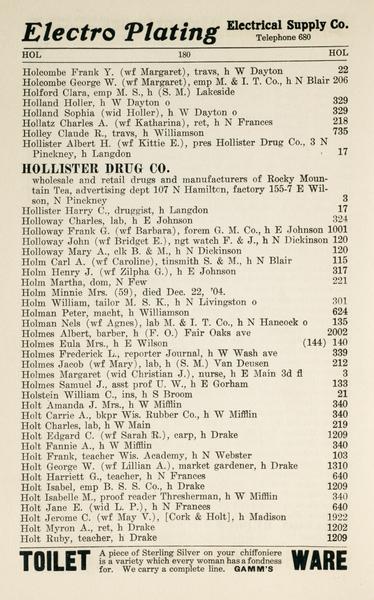 Electro Plating Electrical Supply Co.
Telephone 680
HOL 180 HOL
Holcombe Frank Y. (wf Margaret), travs, h W Dayton 22
Holcombe George W. (wf Margaret), emp M. & I. T. Co., h N Blair 206
Holford Clara, emp M. S., h (S. M.) Lakeside
Holland Holler, h W Dayton o 329
Holland Sophia (wid Holler), h W Dayton o 329
Hollatz Charles A. (wf Katharina), ret, h N Frances 218
Holley Claude R., travs, h Williamson 735
Hollister Albert H. (wf Kittie E.), pres Hollister Drug Co., 3 N
Pinckney, h Langdon 17
HOLLISTER DRUG CO.
wholesale and retail drugs and manufacturers of Rocky Moun-
tain Tea, advertising dept 107 N Hamilton, factory 155-7 E Wil-
son, N Pinckney 3
Hollister Harry C., druggist, h Langdon 17
Holloway Charles, lab, h E Johnson 324
Holloway Frank G. (wf Barbara), forem G. M. Co., h E Johnson 1001
Holloway John (wf Bridget E.), ngt watch F. & J., h N Dickinson 120
Holloway Mary A., clk B. & M., h N Dickinson 120
Holm Carl A. (wf Caroline), tinsmith S. & M., h N Blair 115
Holm Henry J. (wf Zilpha G.), h E Johnson 317
Holm Martha, dom, N Few 221
Holm Minnie Mrs. (59), died Dec. 22, '04.
Holm William, tailor M. S. K., h N Livingston o 301
Holman Peter, macht, h Williamson 624
Holman Nels (wf Agnes), lab M. & I. T. Co., h N Hancock o 135
Holmes Albert, barber, h (F. O.) Fair Oaks ave 2002
Holmes Eula Mrs., h E Wilson (144) 140
Holmes Frederick L., reporter Journal, h W Wash ave 339
Holmes Jacob (wf Mary), lab, h (S. M.) Van Deusen 212
Holmes Margaret (wid Christian J.), nurse, h E Main 3d fl 3
Holmes Samuel J., asst prof U. W., h E Gorham 133
Holstein William C., ins, h S Broom 21
Holt Amanda J. Mrs., h W Mifflin 340
Holt Carrie A., bkpr Wis. Rubber Co., h W Mifflin 340
Holt Charles, lab, h W Main 219
Holt Edgard C. (wf Sarah R.), carp, h Drake 1209
Holt Fannie A., h W Mifflin 340
Holt Frank, teacher Wis. Academy, h N Webster 103
Holt George W. (wf Lillian A.), market gardener, h Drake 1310
Holt Harriett G., teacher, h N Frances 640
Holt Isabel, emp B. S. S. Co., h Drake 1209
Holt Isabelle M., proof reader Thresherman, h W Mifflin 340
Holt Jane E. (wid L. P.), h N Frances 640
Holt Jerome C. (wf May V.), [Cork & Holt], h Madison 1922
Holt Myron A., ret, h Drake 1202
Holt Ruby, teacher, h Drake 1209
TOILET A piece of Sterling Silver on your chiffoniere WARE
is a variety which every woman has a fondness
for. We carry a complete line. GAMM'S